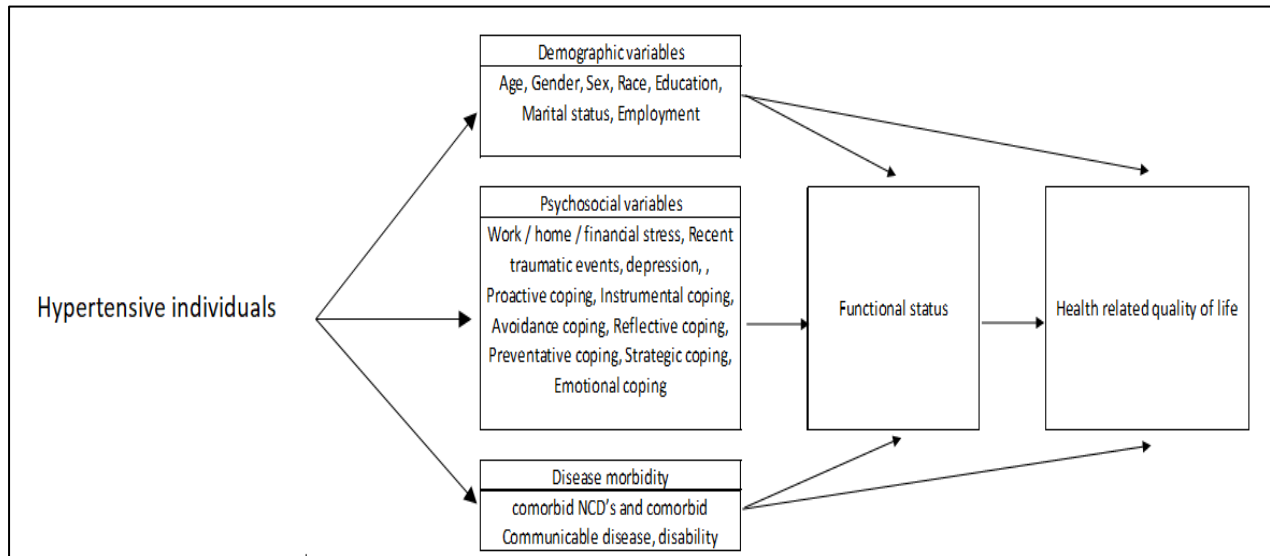 Demographic variables
Age, Gender, Sex, Race, Education,
Marital status, Employment
Psychosocial variables
Work / home / financial stress, Recent
traumatic events, depression, ,
Proactive coping, Instrumental coping,
Avoidance coping, Reflective coping,
Preventative coping, Strategic coping,
Emotional coping
Hypertensive individuals
Functional status
Health related quality of life
Disease morbidity
comorbid NCD's and comorbid
Communicable disease, disability